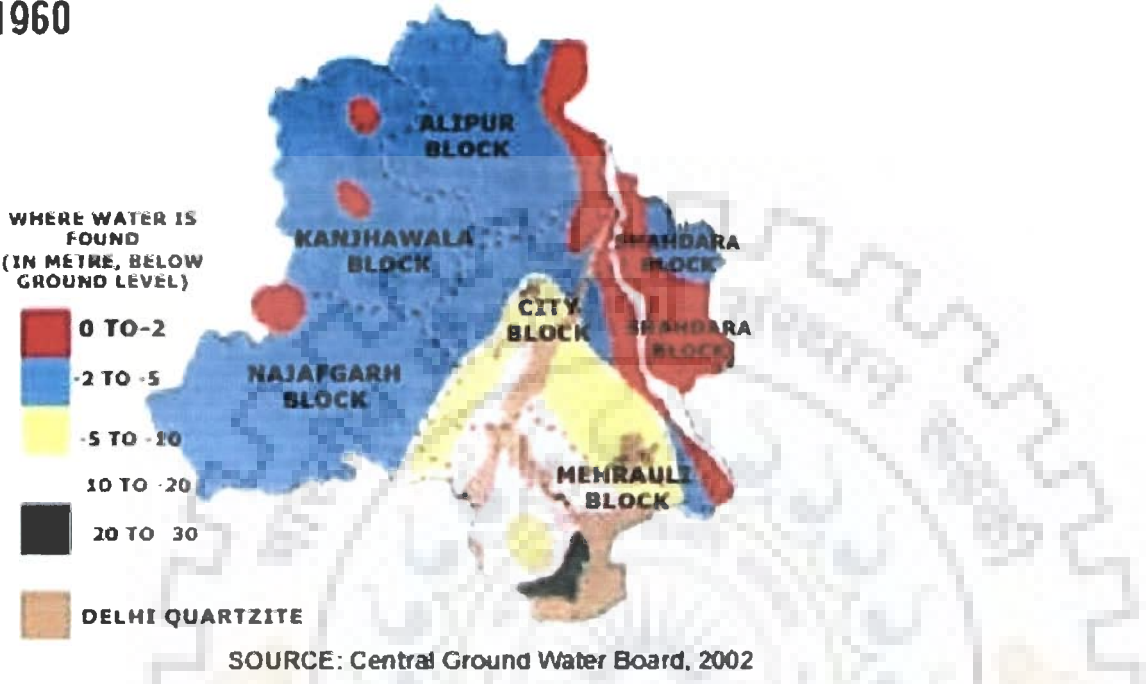 1960
ALIPUR
BLOCK
WHERE WATER IS
FOUND
(IN METRE, BELOW
GROUND LEVEL)
KANJHAWALA
BLOCK
SHAHDARA
BLOCK
CITY
BLOCK
0 TO-2
SHAHDARA
BLOCK
-2 TO -5
NAJAFGARH
BLOCK
-5 TO -10
MEHRAULI
BLOCK
10 TO -20
20 TO 30
DELHI QUARTZITE
SOURCE: Central Ground Water Board, 2002